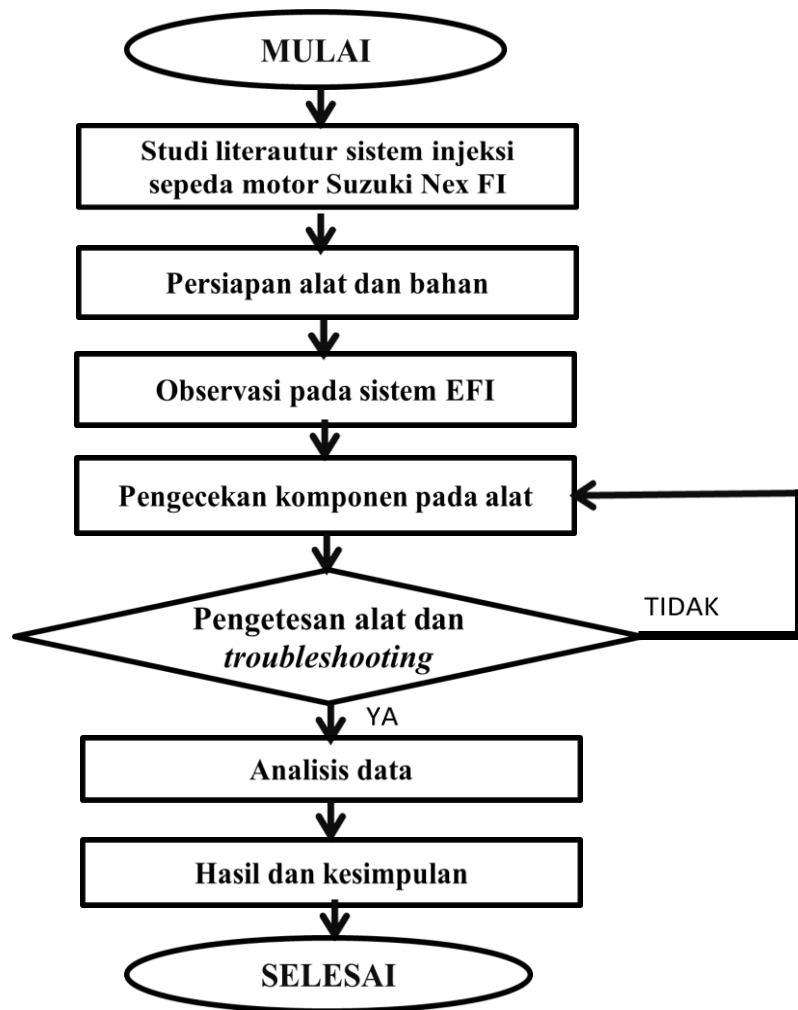 MULAI
Studi literautur sistem injeksi
sepeda motor Suzuki Nex FI
Persiapan alat dan bahan
Observasi pada sistem EFI
Pengecekan komponen pada alat
Pengetesan alat dan
troubleshooting
TIDAK
YA
Analisis data
Hasil dan kesimpulan
SELESAI